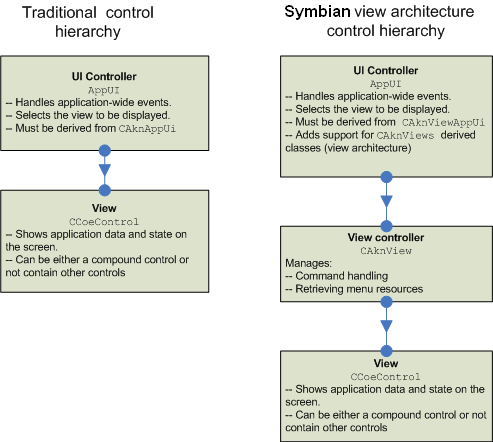 Traditional control
hierarchy
UI Controller
AppUI
-- Handles application-wide events.
-- Selects the view to be displayed.
-- Must be derived from CAknAppUi
View
CCoeControl
-- Shows application data and state on
the screen.
-- Can be either a compound control or
not contain other controls
Symbian view architecture
control hierarchy
UI Controller
AppUI
-- Handles application-wide events.
-- Selects the view to be displayed.
-- Must be derived from CAknViewAppUi
-- Adds support for CAknViews derived
classes (view architecture)
View controller
CAknView
Manages:
-- Command handling
-- Retrieving menu resources
View
CCoeControl
-- Shows application data and state on the
screen.
-- Can be either a compound control or not
contain other controls